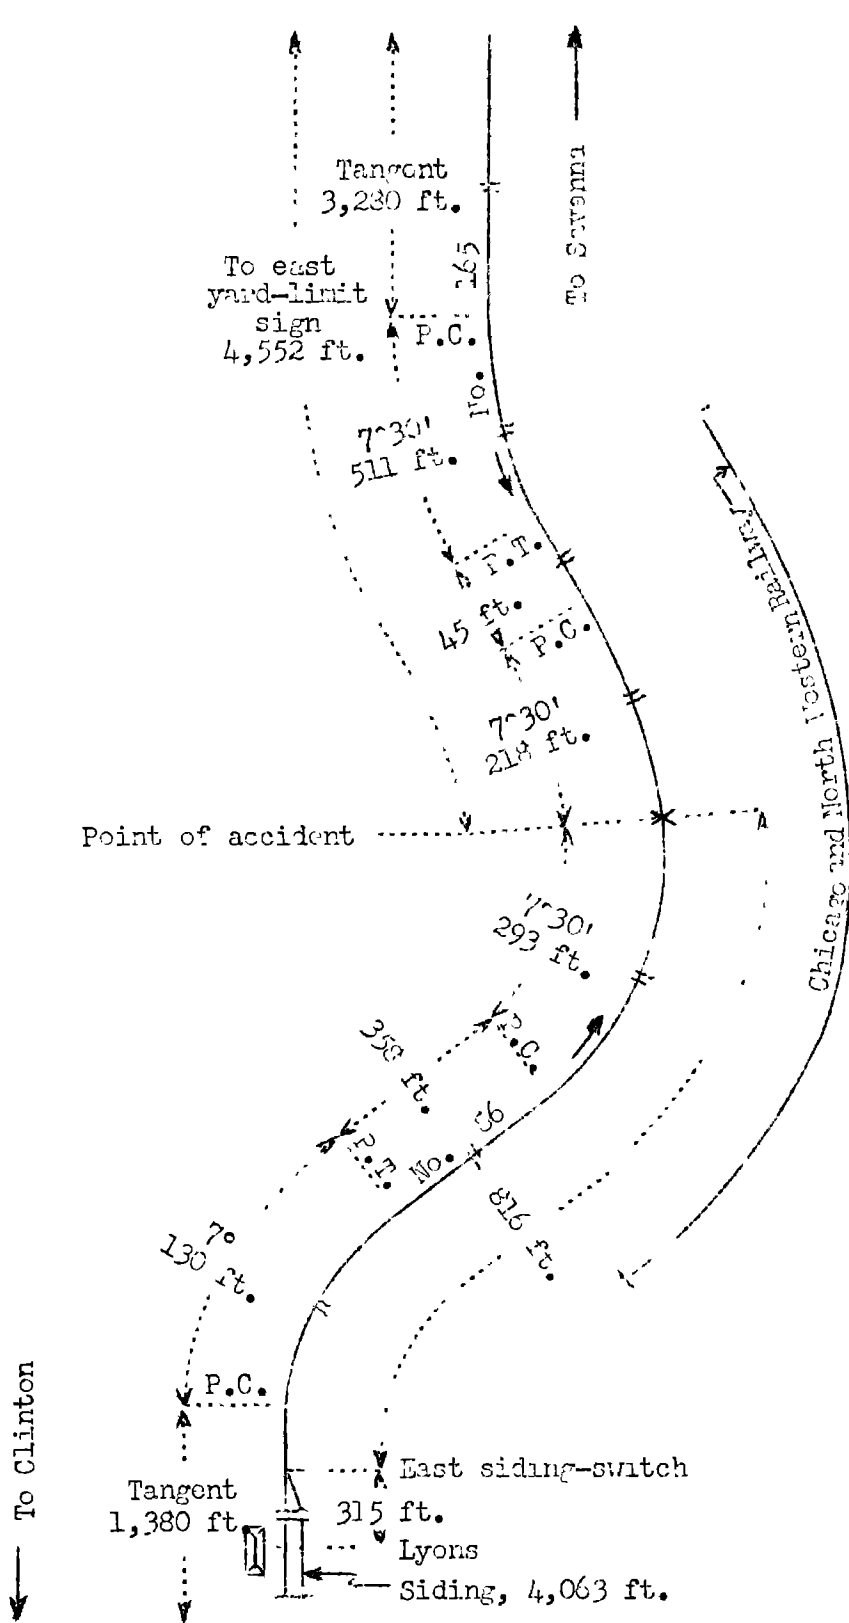 Tangent
3,280 ft.
To Savanna
To east
yard-limit
sign
4,552 ft.
P.C.
No. 165
7°30'
511 ft.
P.T.
45 ft.
P.C.
7°30'
218 ft.
Chicago and North Western Railway
Point of accident
7°30'
293 ft.
P.C.
358 ft.
P.T.
No. 56
816 ft.
7°
130 ft.
P.C.
To Clinton
Tangent
1,380 ft.
East siding-switch
315 ft.
Lyons
Siding, 4,063 ft.